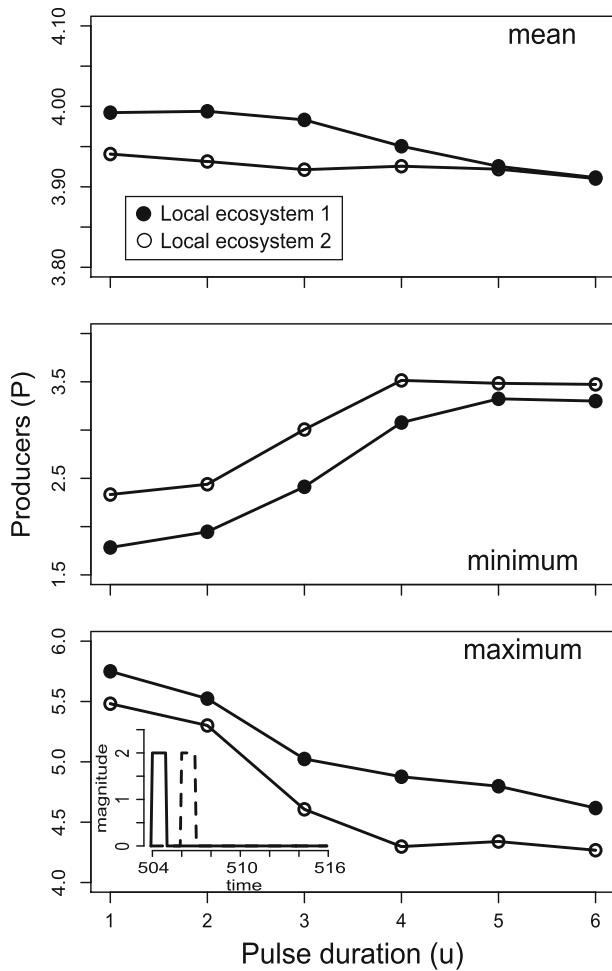 mean
4.10
4.00
3.90
3.80
Local ecosystem 1
Local ecosystem 2
Producers (P)
3.5
2.5
1.5
minimum
maximum
6.0
5.5
5.0
4.5
4.0
magnitude
2
1
0
504
510
516
time
1
2
3
4
5
6
Pulse duration (u)